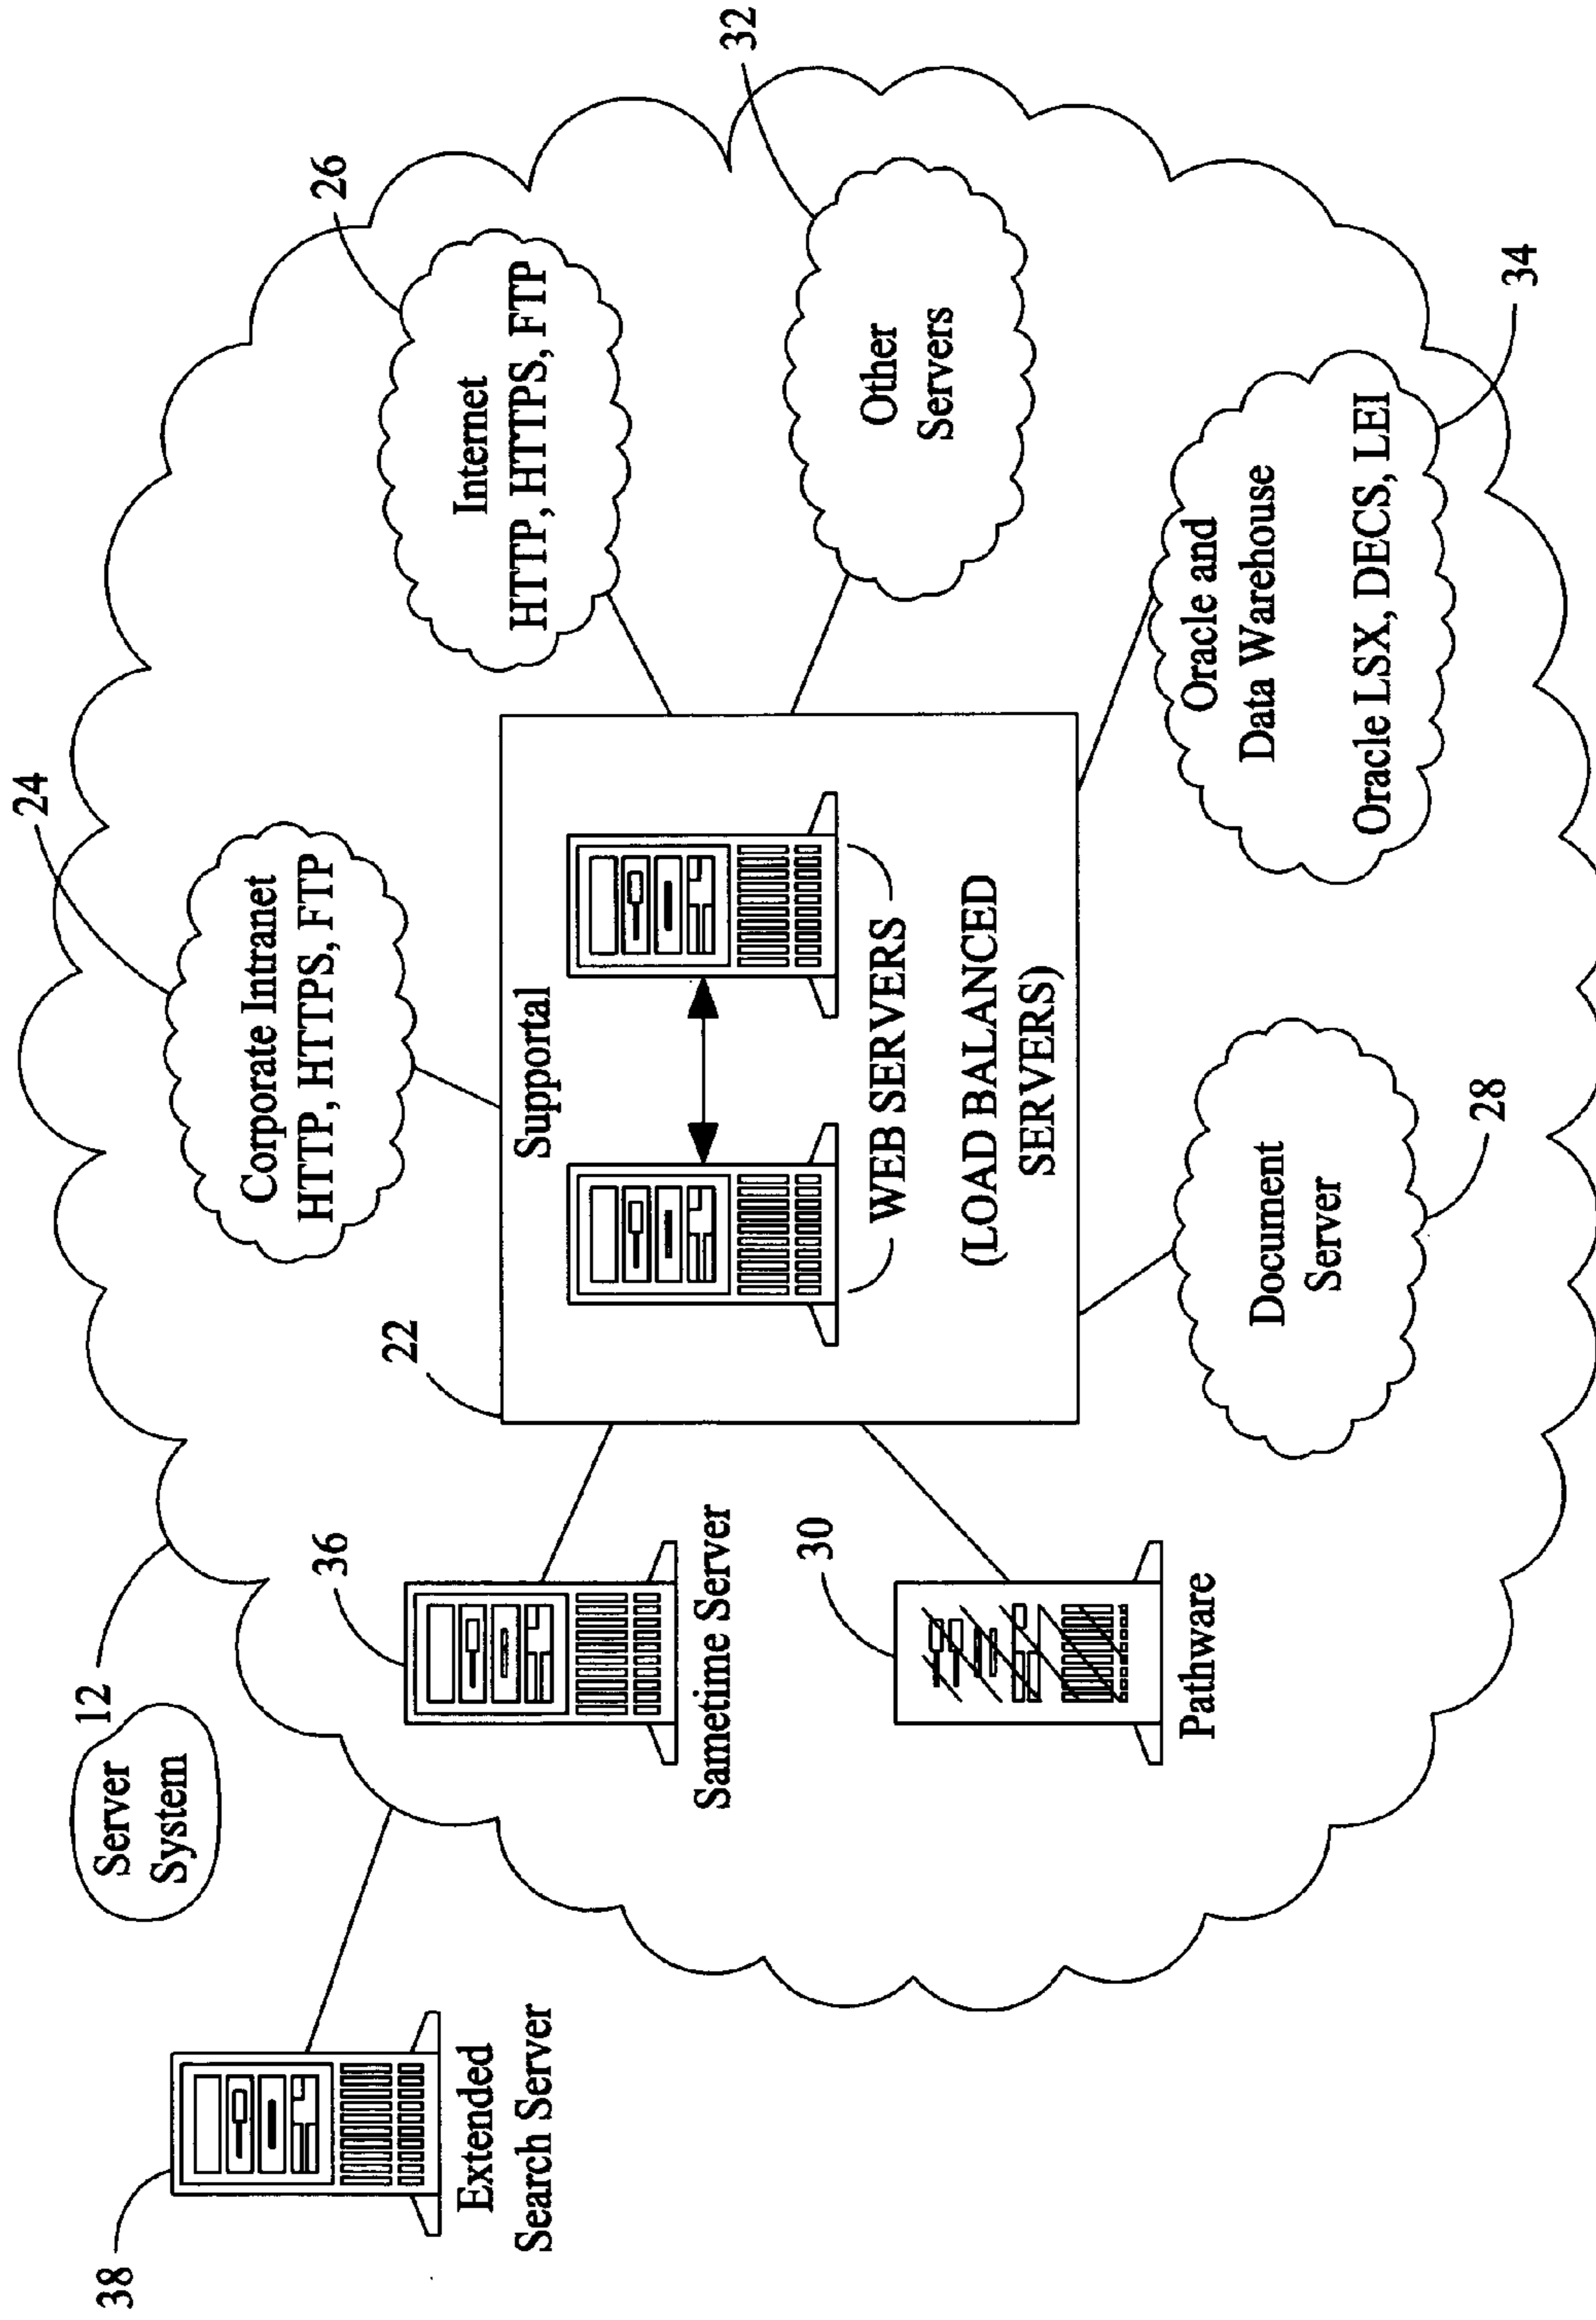 38
Extended
Search Server
Server
System
12
36
Sametime Server
30
Pathware
22
Supportal
WEB SERVERS
(LOAD BALANCED
SERVERS)
24
Corporate Intranet
HTTP, HTTPS, FTP
26
Internet
HTTP, HTTPS, FTP
32
Other
Servers
34
Oracle and
Data Warehouse
Oracle LSX, DECS, LEI
28
Document
Server